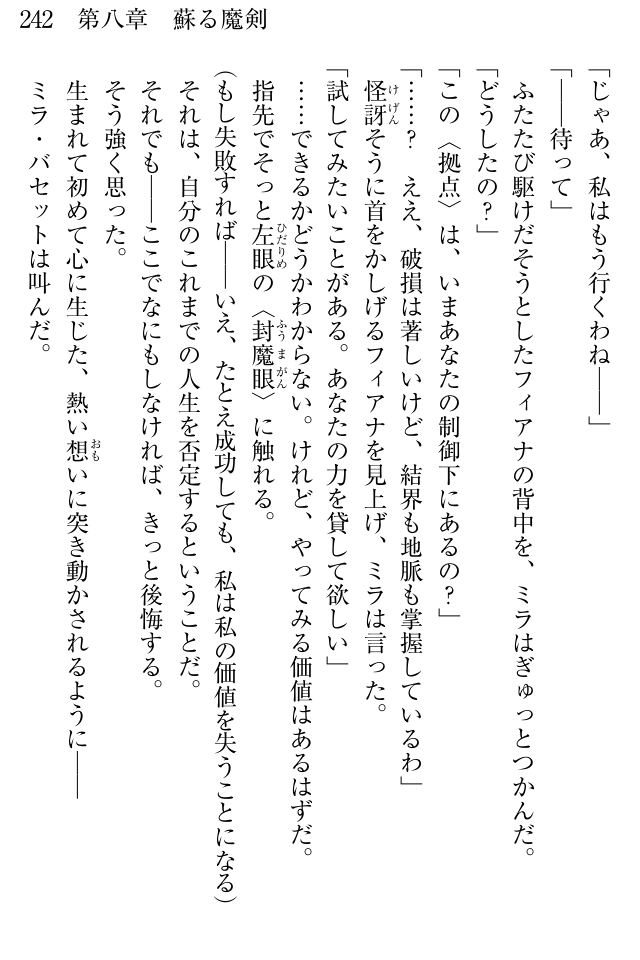 242　第八章　蘇る魔剣
「じゃあ、私はもう行くわね――」
「――待って」
ふたたび駆けだそうとしたフィアナの背中を、ミラはぎゅっとつかんだ。
「どうしたの？」
「この〈拠点〉は、いまあなたの制御下にあるの？」
「……？　ええ、破損は著しいけど、結界も地脈も掌握しているわ」
怪訝そうに首をかしげるフィアナを見上げ、ミラは言った。
けげん
「試してみたいことがある。あなたの力を貸して欲しい」
……できるかどうかわからない。けれど、やってみる価値はあるはずだ。
指先でそっと左眼の〈封魔眼〉に触れる。
ひだりめ
ふうまがん
（もし失敗すれば――いえ、たとえ成功しても、私は私の価値を失うことになる）
それは、自分のこれまでの人生を否定するということだ。
それでも――ここでなにもしなければ、きっと後悔する。
そう強く思った。
生まれて初めて心に生じた、熱い想いに突き動かされるように――
おも
ミラ・バセットは叫んだ。